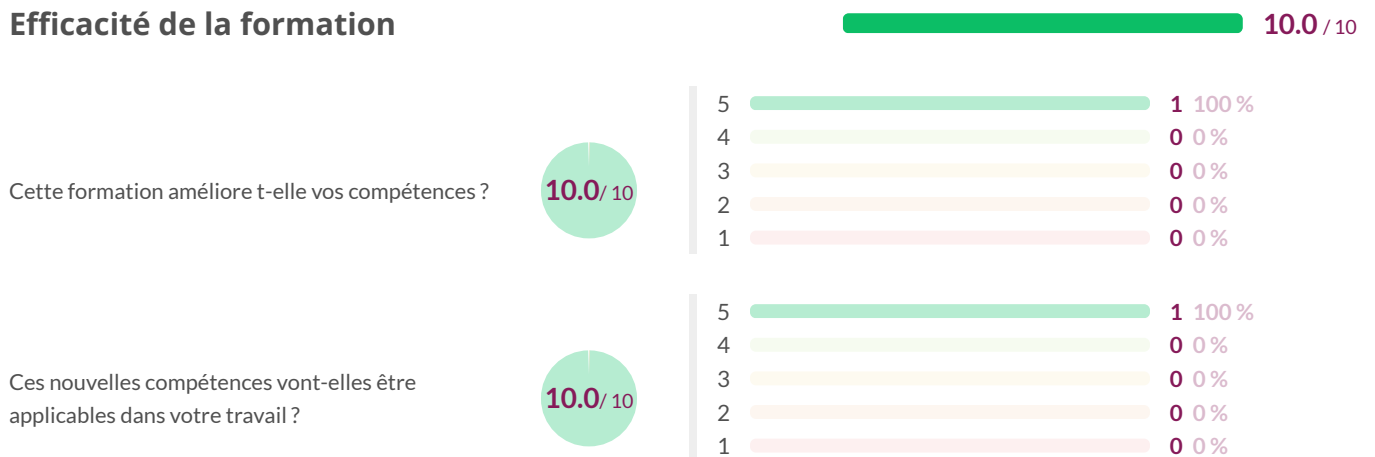 Efficacité de la formation
10.0 / 10
Cette formation améliore t-elle vos compétences ?
10.0/ 10
5 1 100 %
4 0 0 %
3 0 0 %
2 0 0 %
1 0 0 %
Ces nouvelles compétences vont-elles être
applicables dans votre travail ?
10.0/ 10
5 1 100 %
4 0 0 %
3 0 0 %
2 0 0 %
1 0 0 %